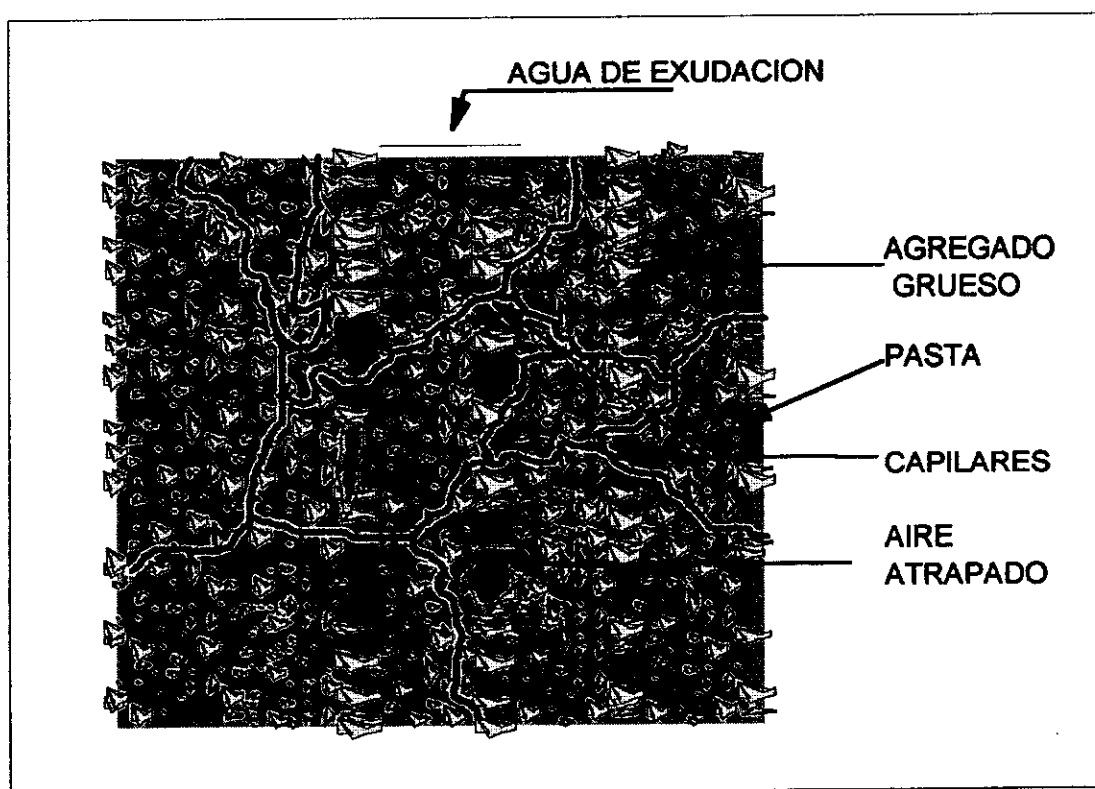 AGUA DE EXUDACION
AGREGADO
GRUESO
PASTA
CAPILARES
AIRE
ATRAPADO